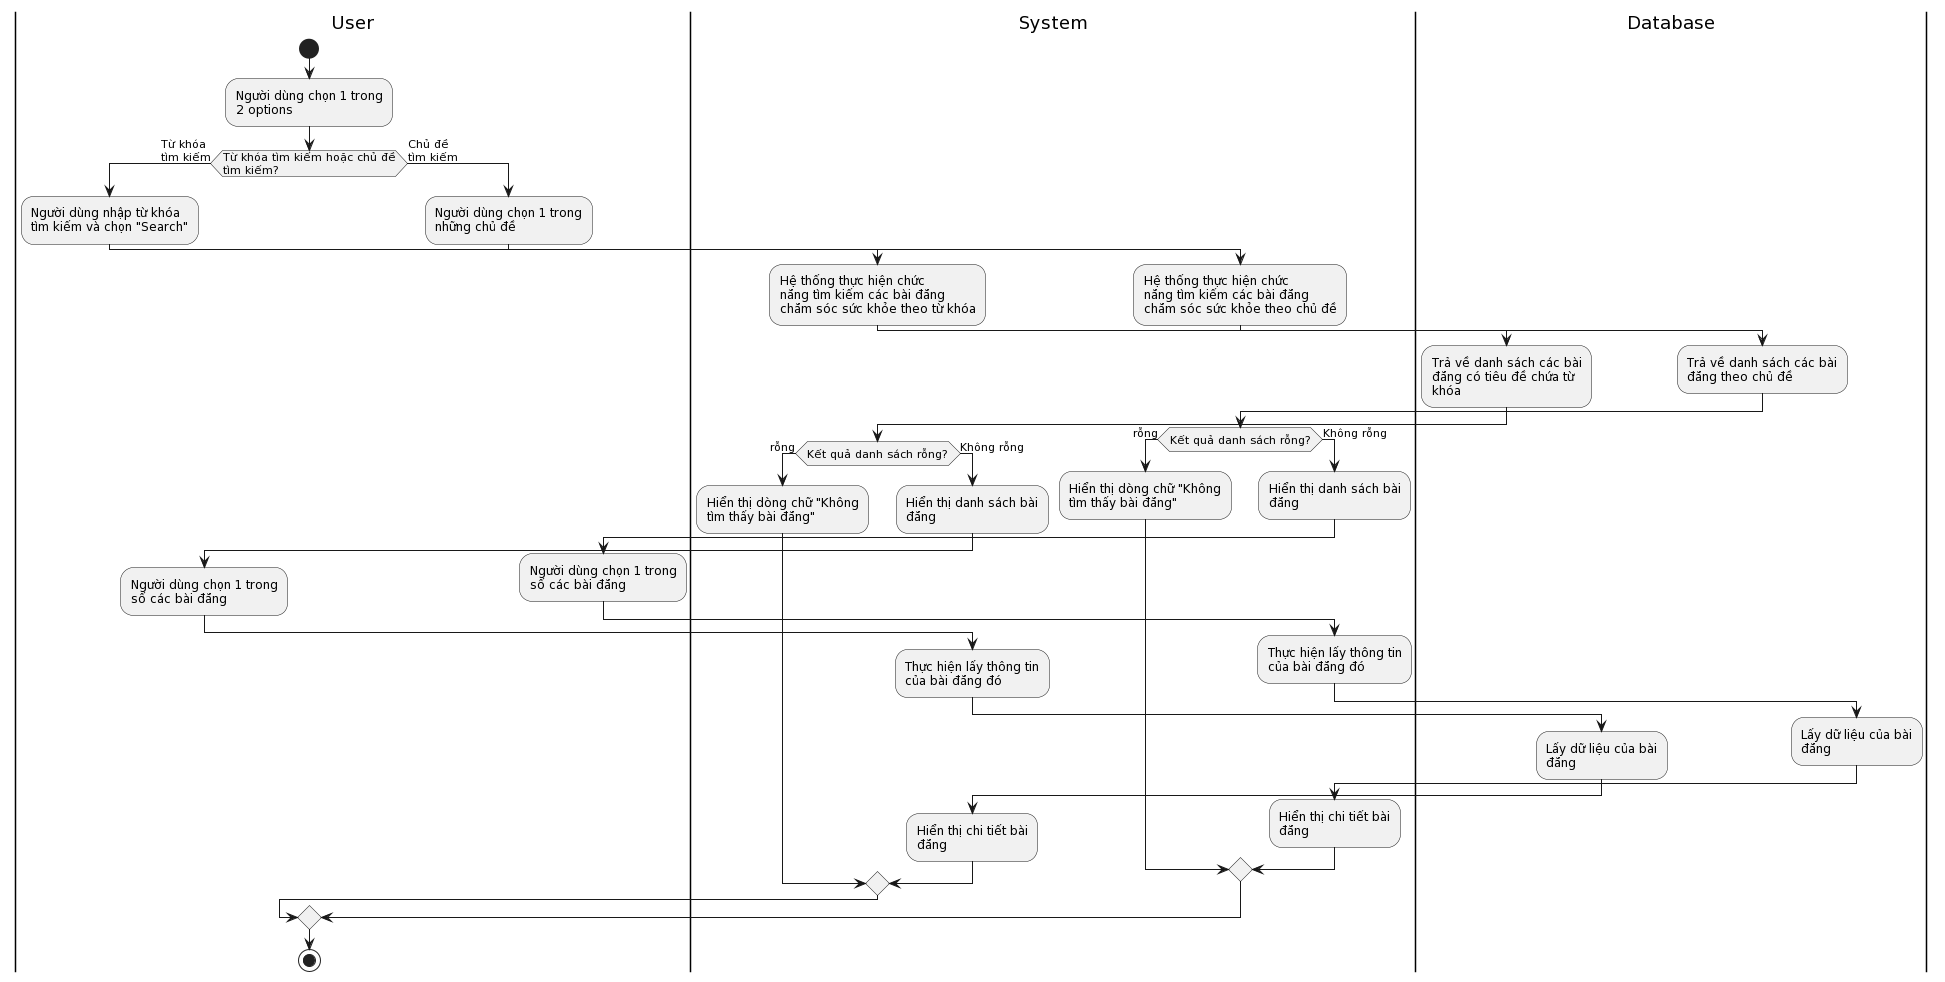 User
System
Database
Người dùng chọn 1 trong
2 options
Từ khóa
tìm kiếm
Từ khóa tìm kiếm hoặc chủ đề
tìm kiếm?
Chủ đề
tìm kiếm
Người dùng nhập từ khóa
tìm kiếm và chọn "Search"
Người dùng chọn 1 trong
những chủ đề
Hệ thống thực hiện chức
năng tìm kiếm các bài đăng
chăm sóc sức khỏe theo từ khóa
Hệ thống thực hiện chức
năng tìm kiếm các bài đăng
chăm sóc sức khỏe theo chủ đề
Trả về danh sách các bài
đăng có tiêu đề chứa từ
khóa
Trả về danh sách các bài
đăng theo chủ đề
rỗng
Kết quả danh sách rỗng?
Không rỗng
rỗng
Kết quả danh sách rỗng?
Không rỗng
Hiển thị dòng chữ "Không
tìm thấy bài đăng"
Hiển thị danh sách bài
đăng
Hiển thị dòng chữ "Không
tìm thấy bài đăng"
Hiển thị danh sách bài
đăng
Người dùng chọn 1 trong
số các bài đăng
Người dùng chọn 1 trong
số các bài đăng
Thực hiện lấy thông tin
của bài đăng đó
Thực hiện lấy thông tin
của bài đăng đó
Lấy dữ liệu của bài
đăng
Lấy dữ liệu của bài
đăng
Hiển thị chi tiết bài
đăng
Hiển thị chi tiết bài
đăng